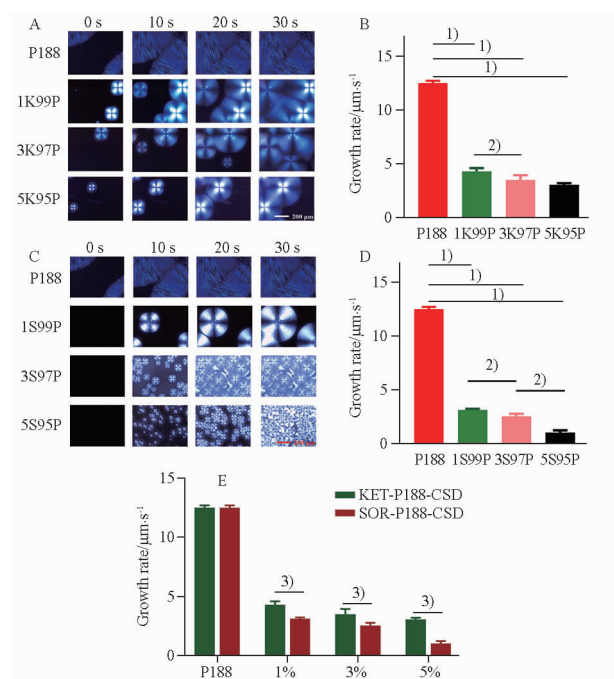 A
0 s 10 s 20 s 30 s
P188
1K99P
3K97P
5K95P
200 μm
B
Growth rate/μm·s⁻¹
15
10
5
0
1)
1)
1)
2)
P188 1K99P 3K97P 5K95P
C
0 s 10 s 20 s 30 s
P188
1S99P
3S97P
5S95P
D
Growth rate/μm·s⁻¹
15
10
5
0
1)
1)
1)
2)
2)
P188 1S99P 3S97P 5S95P
E
Growth rate/μm·s⁻¹
15
10
5
0
KET-P188-CSD
SOR-P188-CSD
3)
3)
3)
P188 1% 3% 5%